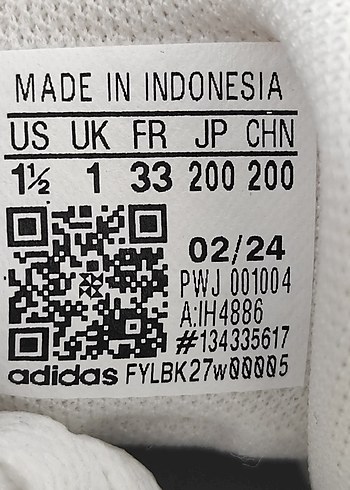 MADE IN INDONESIA
US UK FR JP CHN
1½ 1 33 200 200
02/24
PWJ 001004
A:IH4886
#134335617
adidas FYLBK27w00005